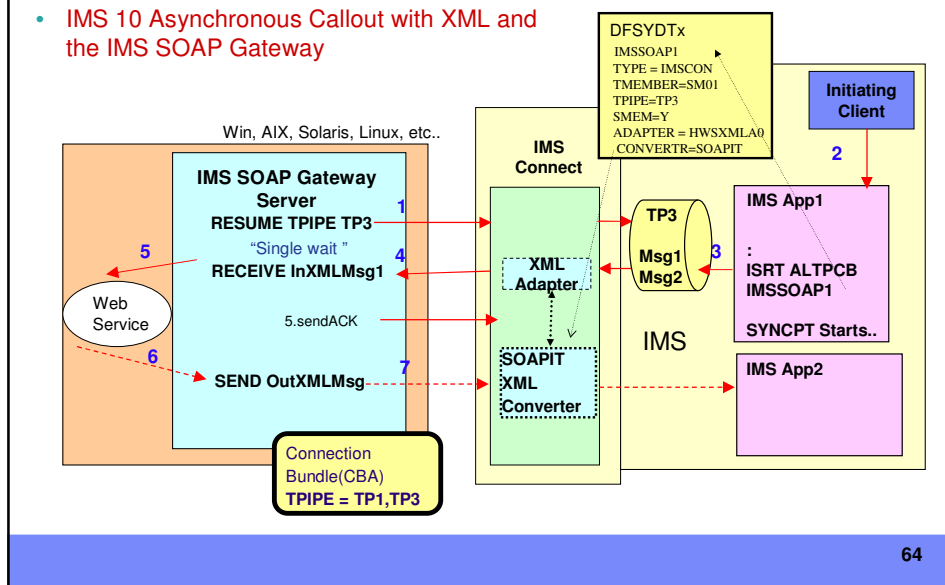 • IMS 10 Asynchronous Callout with XML and
the IMS SOAP Gateway
DFSYDTx
IMSSOAP1
TYPE = IMSCON
TMEMBER=SM01
TPIPE=TP3
SMEM=Y
ADAPTER = HWSXMLA0
CONVERTR=SOAPIT
Initiating
Client
2
Win, AIX, Solaris, Linux, etc..
IMS
Connect
IMS SOAP Gateway
Server
RESUME TPIPE TP3
1
"Single wait "
4
RECEIVE InXMLMsg1
5
Web
Service
5.sendACK
6
SEND OutXMLMsg
7
XML
Adapter
SOAPIT
XML
Converter
TP3
Msg1
Msg2
3
IMS App1
:
ISRT ALTPCB
IMSSOAP1
SYNCPT Starts..
IMS
IMS App2
Connection
Bundle(CBA)
TPIPE = TP1,TP3
64